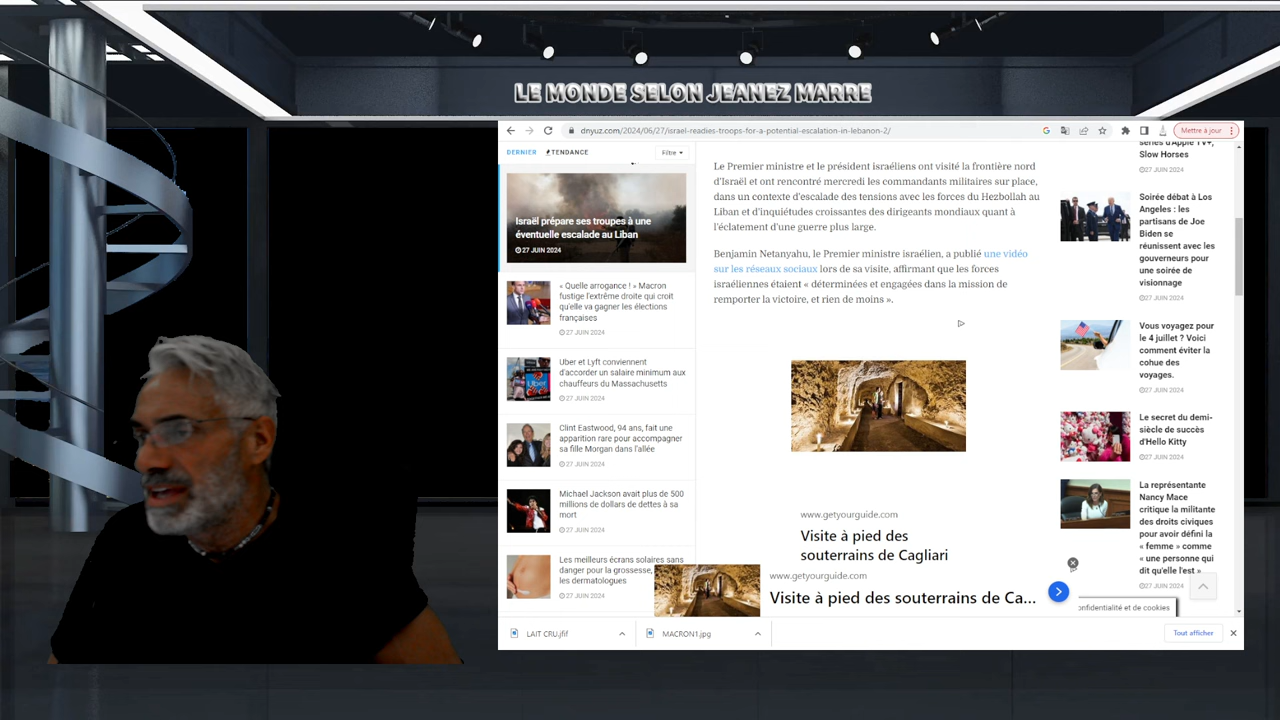 LE MONDE SELON JEANEZ MARRE
dnyuz.com/2024/06/27/israel-readies-troops-for-a-potential-escalation-in-lebanon-2/
Mettre à jour
DERNIER
TENDANCE
Filtre
Israël prépare ses troupes à une
éventuelle escalade au Liban
27 JUIN 2024
« Quelle arrogance ! » Macron
fustige l'extrême droite qui croit
qu'elle va gagner les élections
françaises
27 JUIN 2024
Uber et Lyft conviennent
d'accorder un salaire minimum aux
chauffeurs du Massachusetts
27 JUIN 2024
Clint Eastwood, 94 ans, fait une
apparition rare pour accompagner
sa fille Morgan dans l'allée
27 JUIN 2024
Michael Jackson avait plus de 500
millions de dollars de dettes à sa
mort
27 JUIN 2024
Les meilleurs écrans solaires sans
danger pour la grossesse,
les dermatologues
27 JUIN 2024
Le Premier ministre et le président israéliens ont visité la frontière nord
d'Israël et ont rencontré mercredi les commandants militaires sur place,
dans un contexte d'escalade des tensions avec les forces du Hezbollah au
Liban et d'inquiétudes croissantes des dirigeants mondiaux quant à
l'éclatement d'une guerre plus large.
Benjamin Netanyahu, le Premier ministre israélien, a publié une vidéo
sur les réseaux sociaux lors de sa visite, affirmant que les forces
israéliennes étaient « déterminées et engagées dans la mission de
remporter la victoire, et rien de moins ».
www.getyourguide.com
Visite à pied des
souterrains de Cagliari
www.getyourguide.com
Visite à pied des souterrains de Ca...
séries d'Apple TV+,
Slow Horses
27 JUIN 2024
Soirée débat à Los
Angeles : les
partisans de Joe
Biden se
réunissent avec les
gouverneurs pour
une soirée de
visionnage
27 JUIN 2024
Vous voyagez pour
le 4 juillet ? Voici
comment éviter la
cohue des
voyages.
27 JUIN 2024
Le secret du demi-
siècle de succès
d'Hello Kitty
27 JUIN 2024
La représentante
Nancy Mace
critique la militante
des droits civiques
pour avoir défini la
« femme » comme
« une personne qui
dit qu'elle l'est »
27 JUIN 2024
onfidentialité et de cookies
LAIT CRU.jfif
MACRON1.jpg
Tout afficher